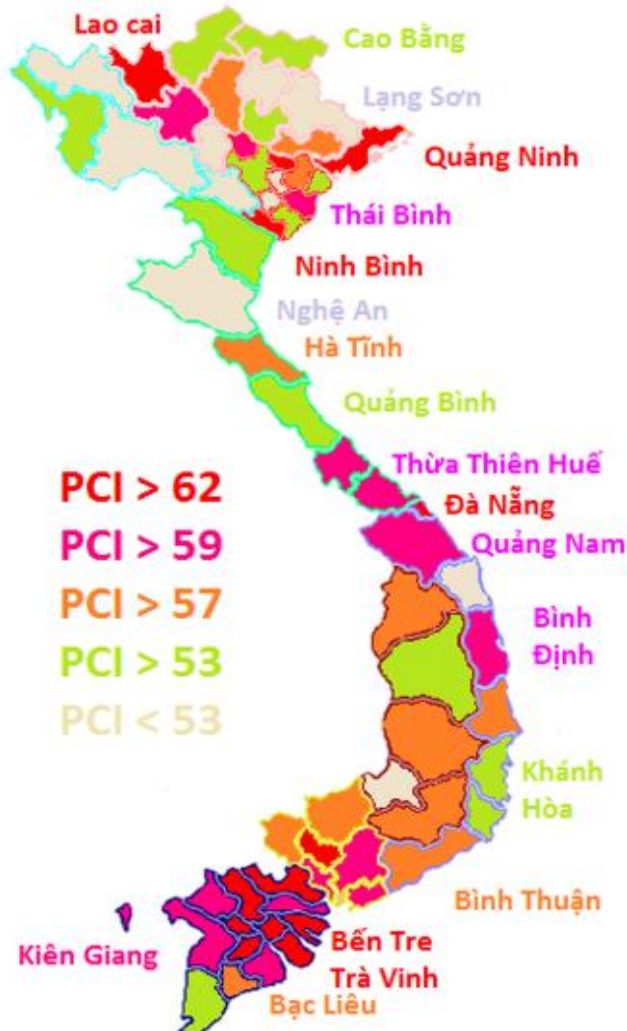 Lao cai
Cao Bằng
Lạng Sơn
Quảng Ninh
Thái Bình
Ninh Bình
Nghệ An
Hà Tĩnh
Quảng Bình
Thừa Thiên Huế
Đà Nẵng
Quảng Nam
Bình
Định
PCI > 62
PCI > 59
PCI > 57
PCI > 53
PCI < 53
Khánh
Hòa
Bình Thuận
Kiên Giang
Bến Tre
Trà Vinh
Bạc Liêu